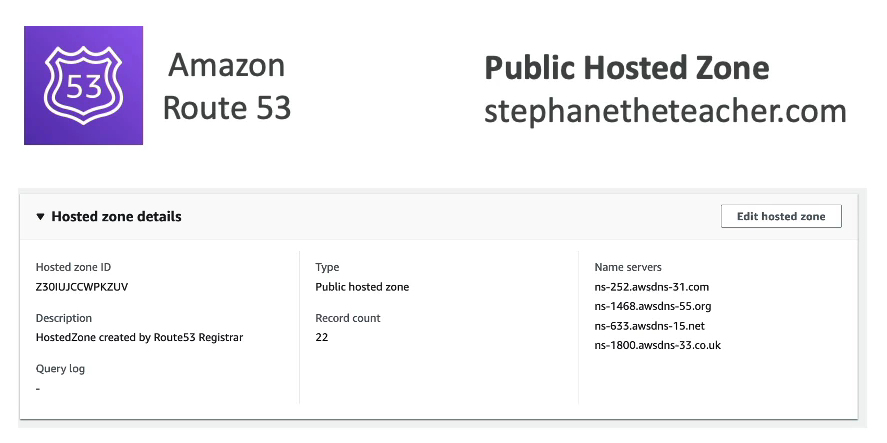 53
Amazon
Route 53
Public Hosted Zone
stephanetheteacher.com
▼ Hosted zone details
Edit hosted zone
Hosted zone ID
Z30IUJCCWPKZUV
Description
HostedZone created by Route53 Registrar
Query log
-
Type
Public hosted zone
Record count
22
Name servers
ns-252.awsdns-31.com
ns-1468.awsdns-55.org
ns-633.awsdns-15.net
ns-1800.awsdns-33.co.uk